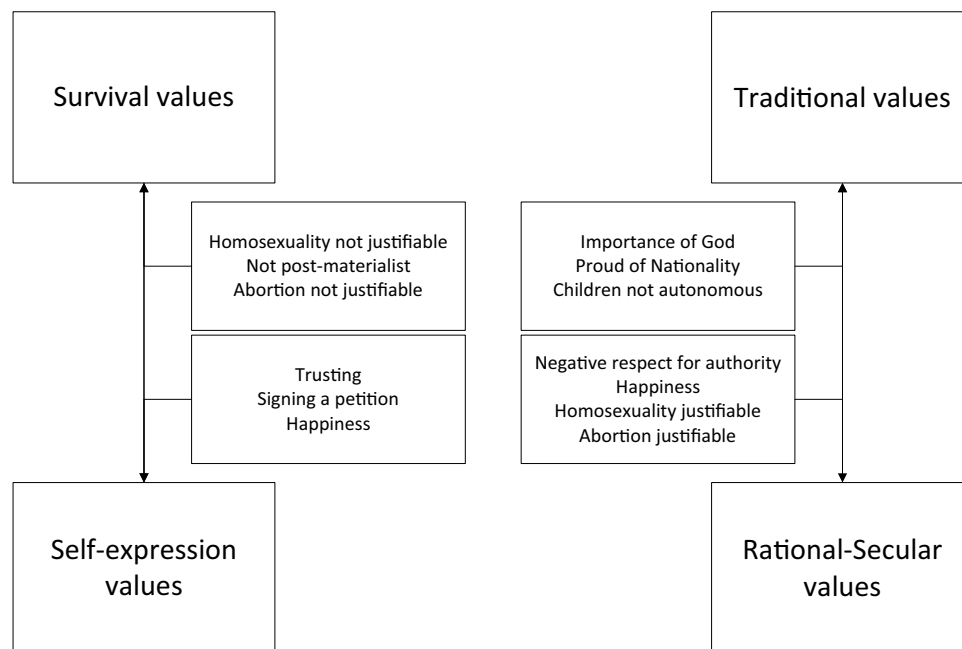 Survival values
Traditional values
Homosexuality not justifiable
Not post-materialist
Abortion not justifiable
Importance of God
Proud of Nationality
Children not autonomous
Trusting
Signing a petition
Happiness
Negative respect for authority
Happiness
Homosexuality justifiable
Abortion justifiable
Self-expression
values
Rational-Secular
values